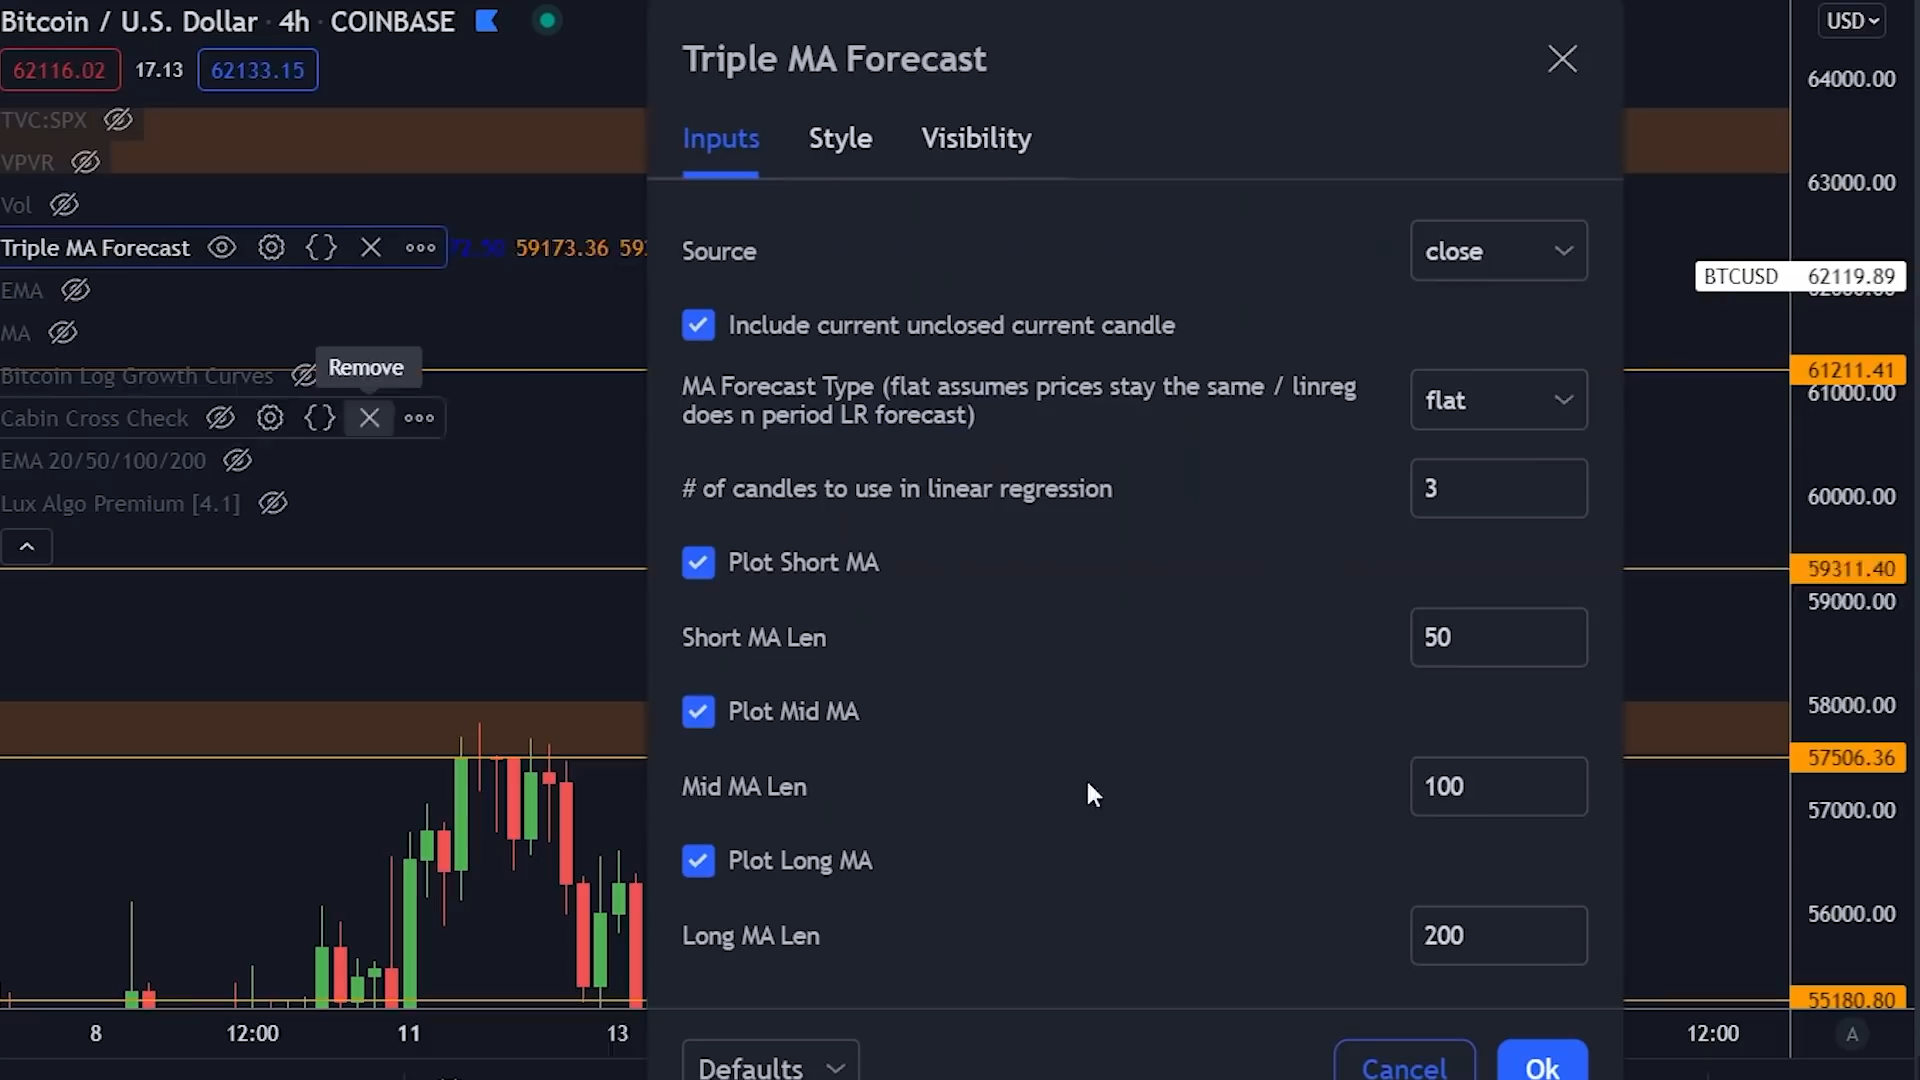 Bitcoin / U.S. Dollar · 4h · COINBASE
62116.02 17.13 62133.15
TVC:SPX
VPVR
Vol
Triple MA Forecast 72.50 59173.36 59
EMA
MA
Bitcoin Log Growth Curves
Remove
Cabin Cross Check
EMA 20/50/100/200
Lux Algo Premium [4.1]
8 12:00 11 13
Triple MA Forecast
Inputs Style Visibility
Source close
Include current unclosed current candle
MA Forecast Type (flat assumes prices stay the same / linreg
does n period LR forecast) flat
# of candles to use in linear regression 3
Plot Short MA
Short MA Len 50
Plot Mid MA
Mid MA Len 100
Plot Long MA
Long MA Len 200
Defaults Cancel Ok
USD
64000.00
63000.00
BTCUSD 62119.89
61211.41
61000.00
60000.00
59311.40
59000.00
58000.00
57506.36
57000.00
56000.00
55180.80
12:00 A